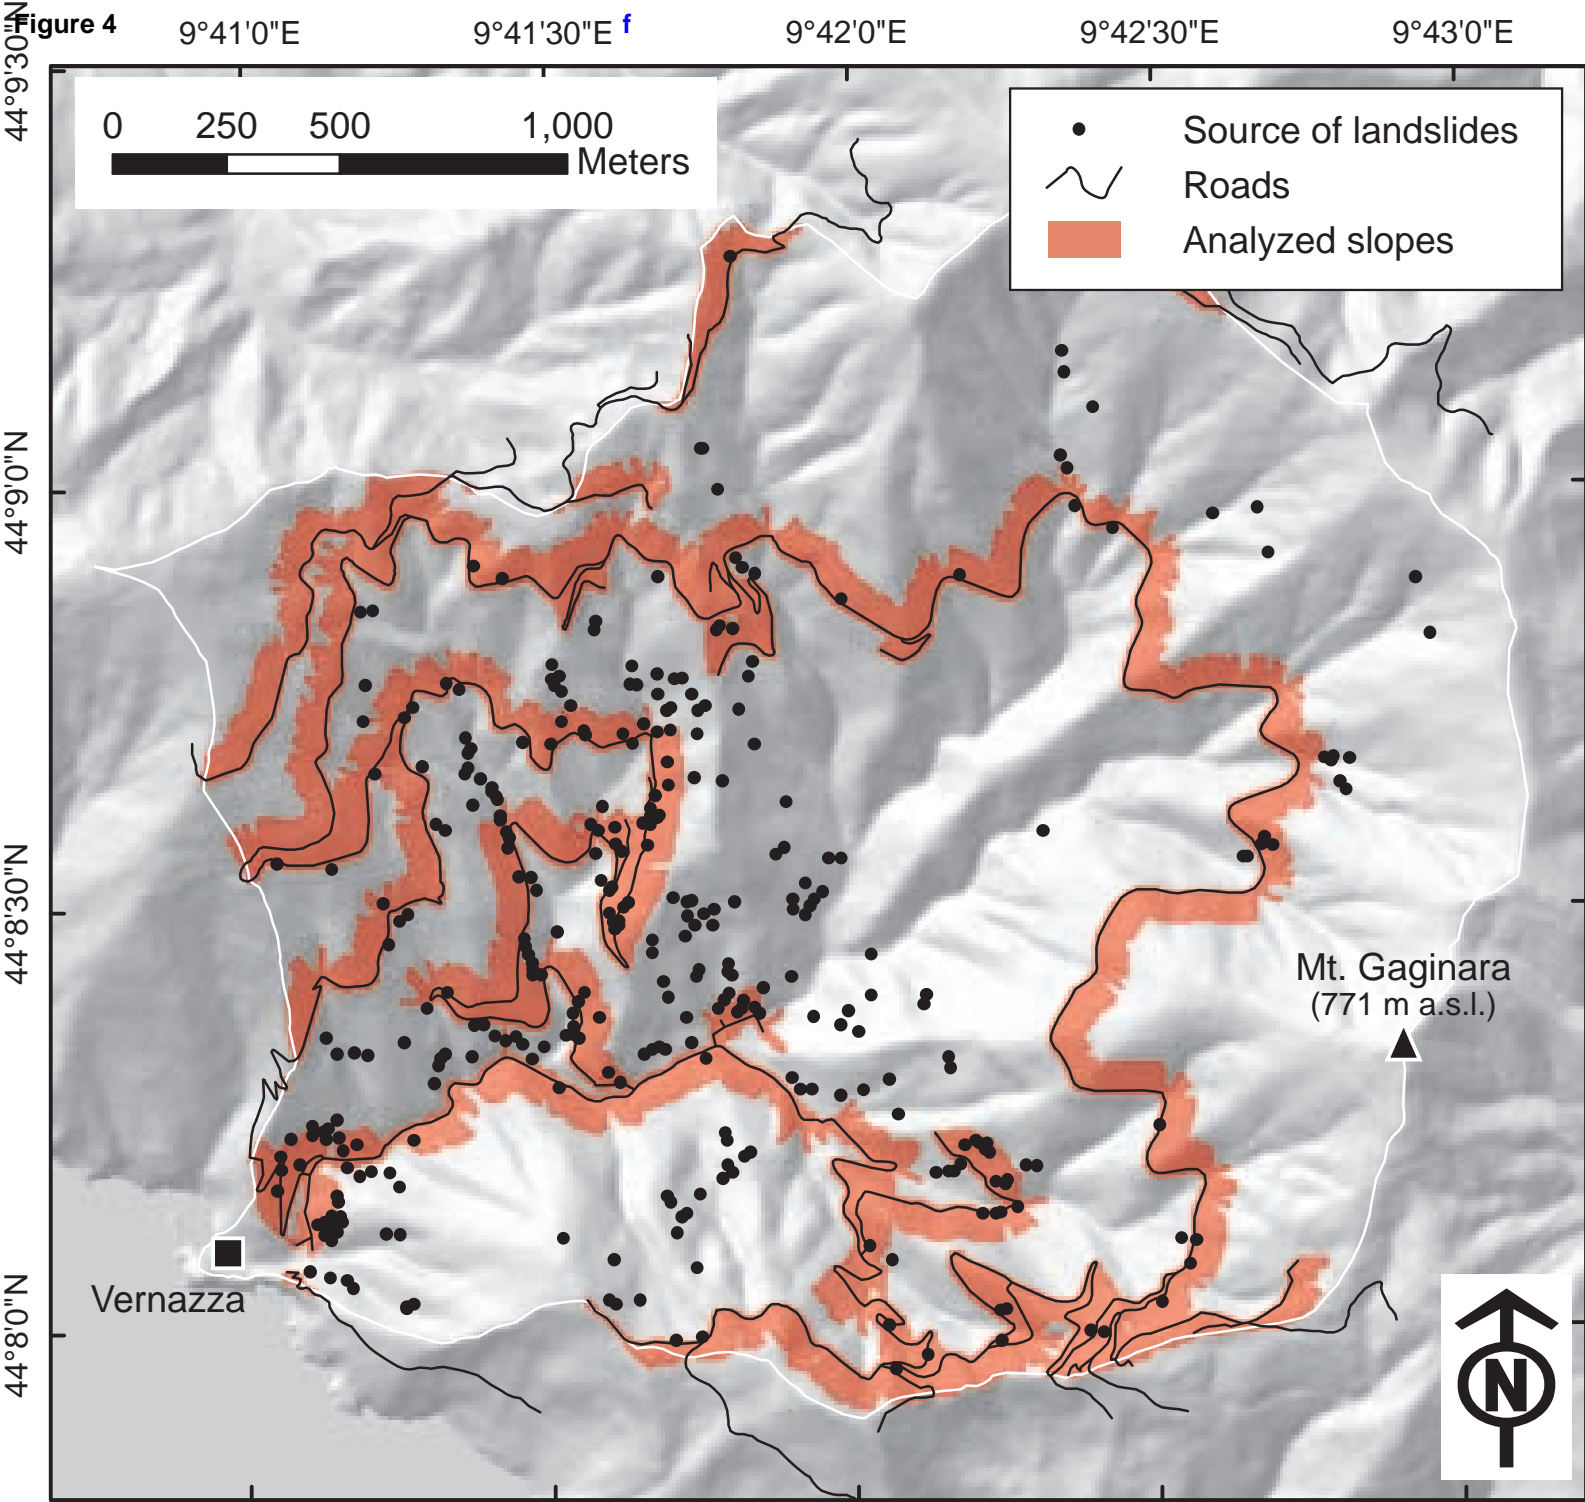 Figure 4
f
9°41'0"E 9°41'30"E 9°42'0"E 9°42'30"E 9°43'0"E
44°9'30"N
0 250 500 1,000
Meters
Source of landslides
Roads
Analyzed slopes
44°9'0"N
44°8'30"N
Mt. Gaginara
(771 m a.s.l.)
Vernazza
44°8'0"N
N